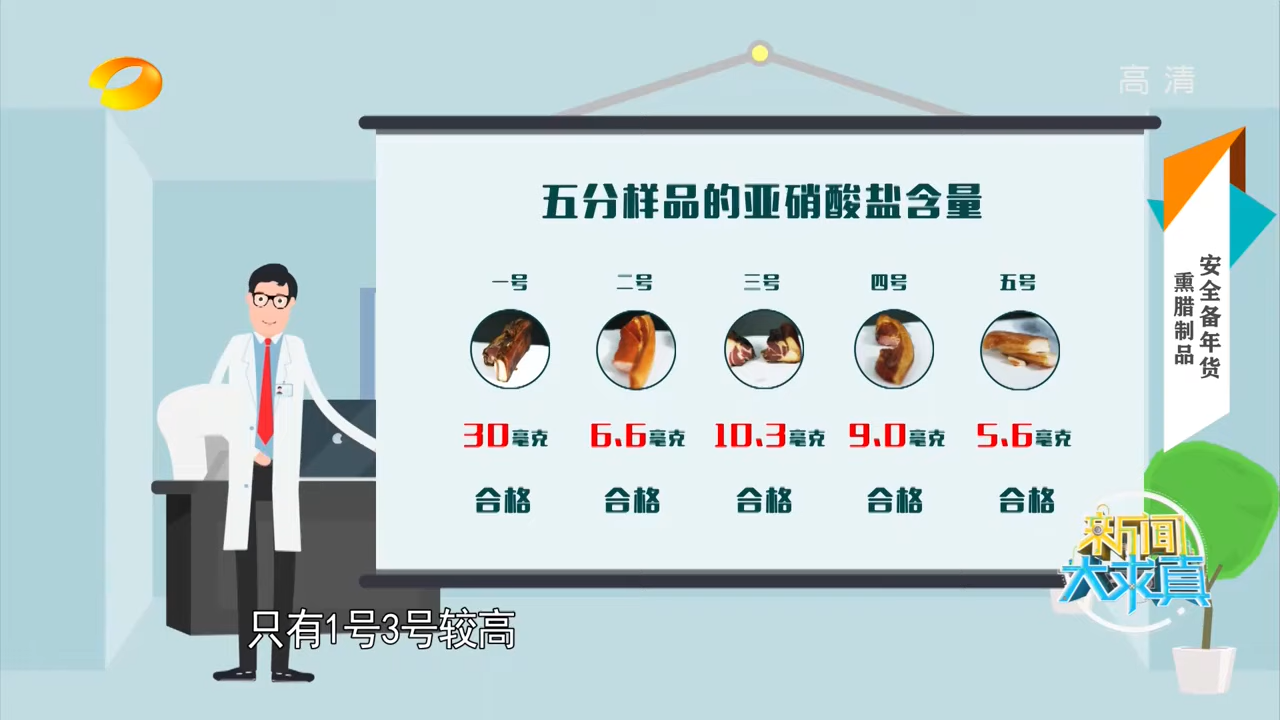 高清
五分样品的亚硝酸盐含量
一号 二号 三号 四号 五号
30毫克 6.6毫克 10.3毫克 9.0毫克 5.6毫克
合格 合格 合格 合格 合格
安全备年货
熏腊制品
新闻
大求真
只有1号3号较高